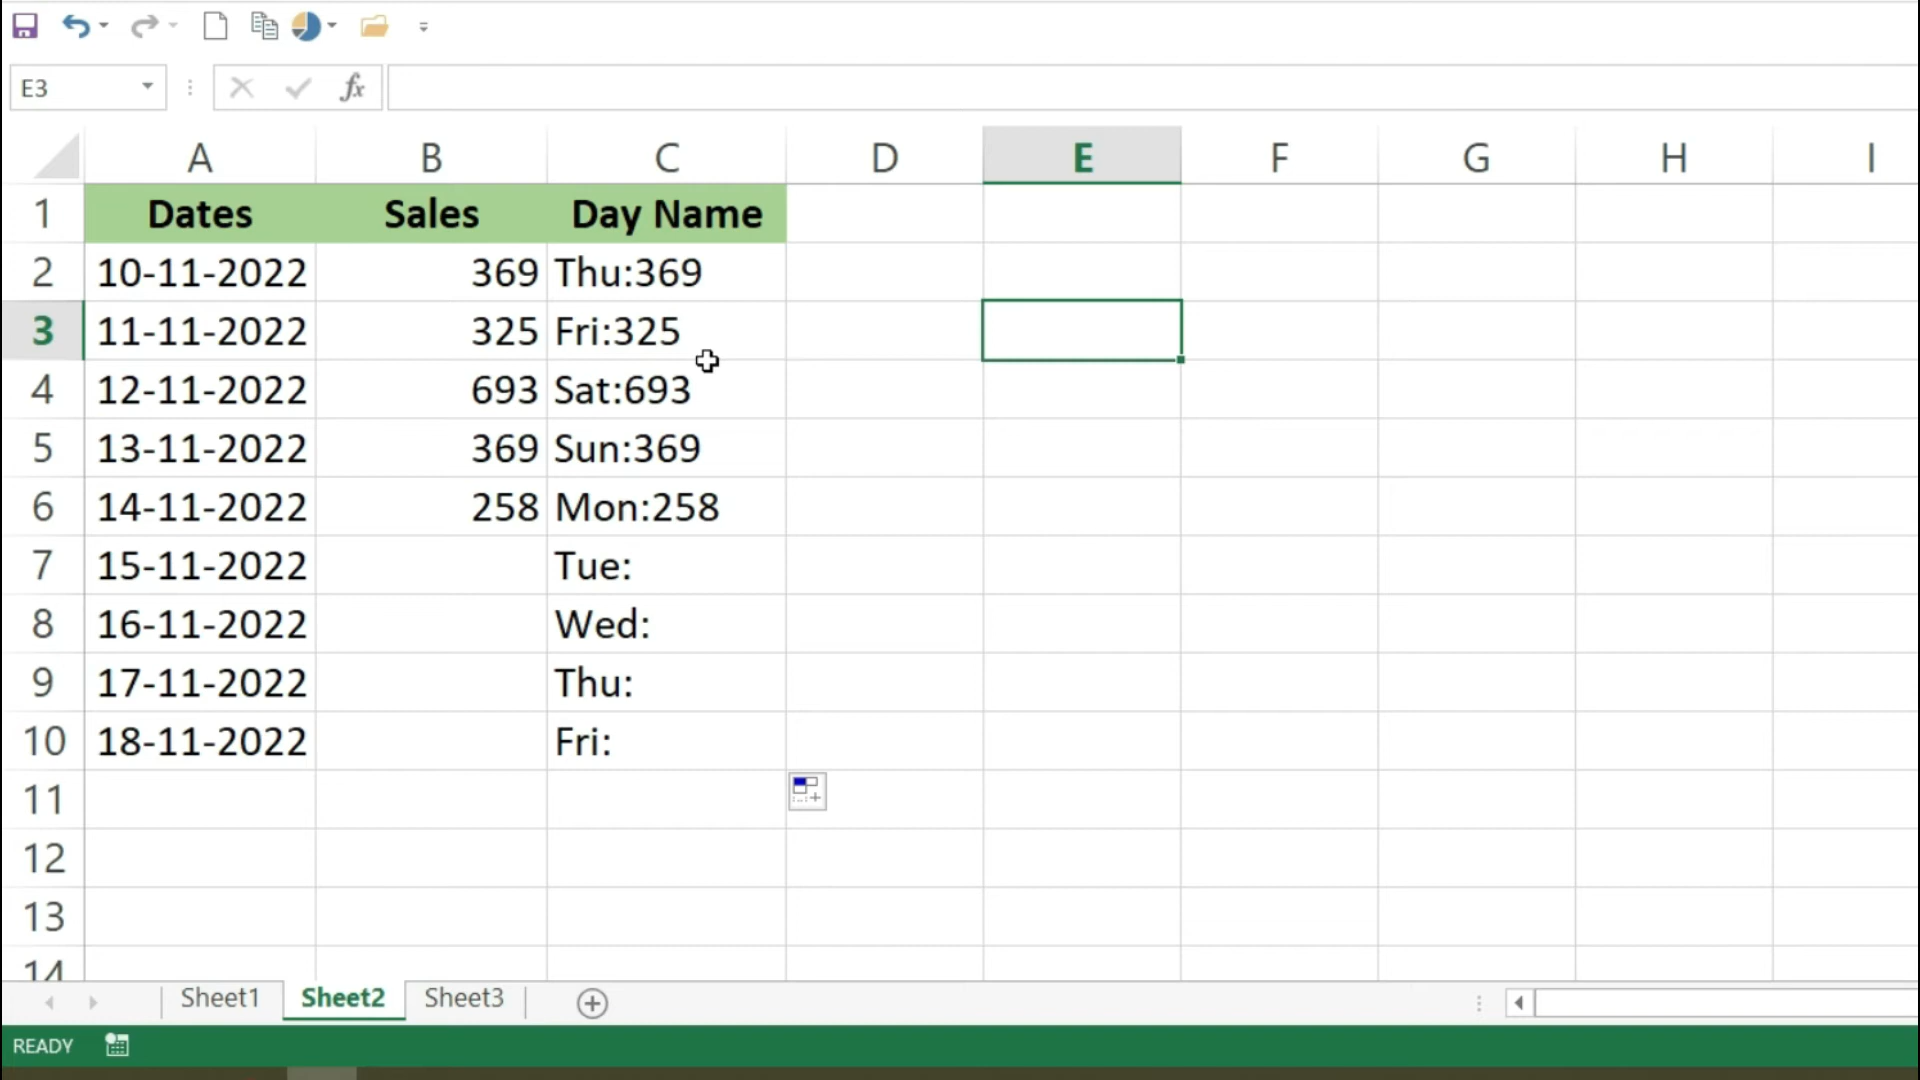 E3 fx
A B C D E F G H I
1 Dates Sales Day Name
2 10-11-2022 369 Thu:369
3 11-11-2022 325 Fri:325
4 12-11-2022 693 Sat:693
5 13-11-2022 369 Sun:369
6 14-11-2022 258 Mon:258
7 15-11-2022 Tue:
8 16-11-2022 Wed:
9 17-11-2022 Thu:
10 18-11-2022 Fri:
11
12
13
14
Sheet1 Sheet2 Sheet3
READY